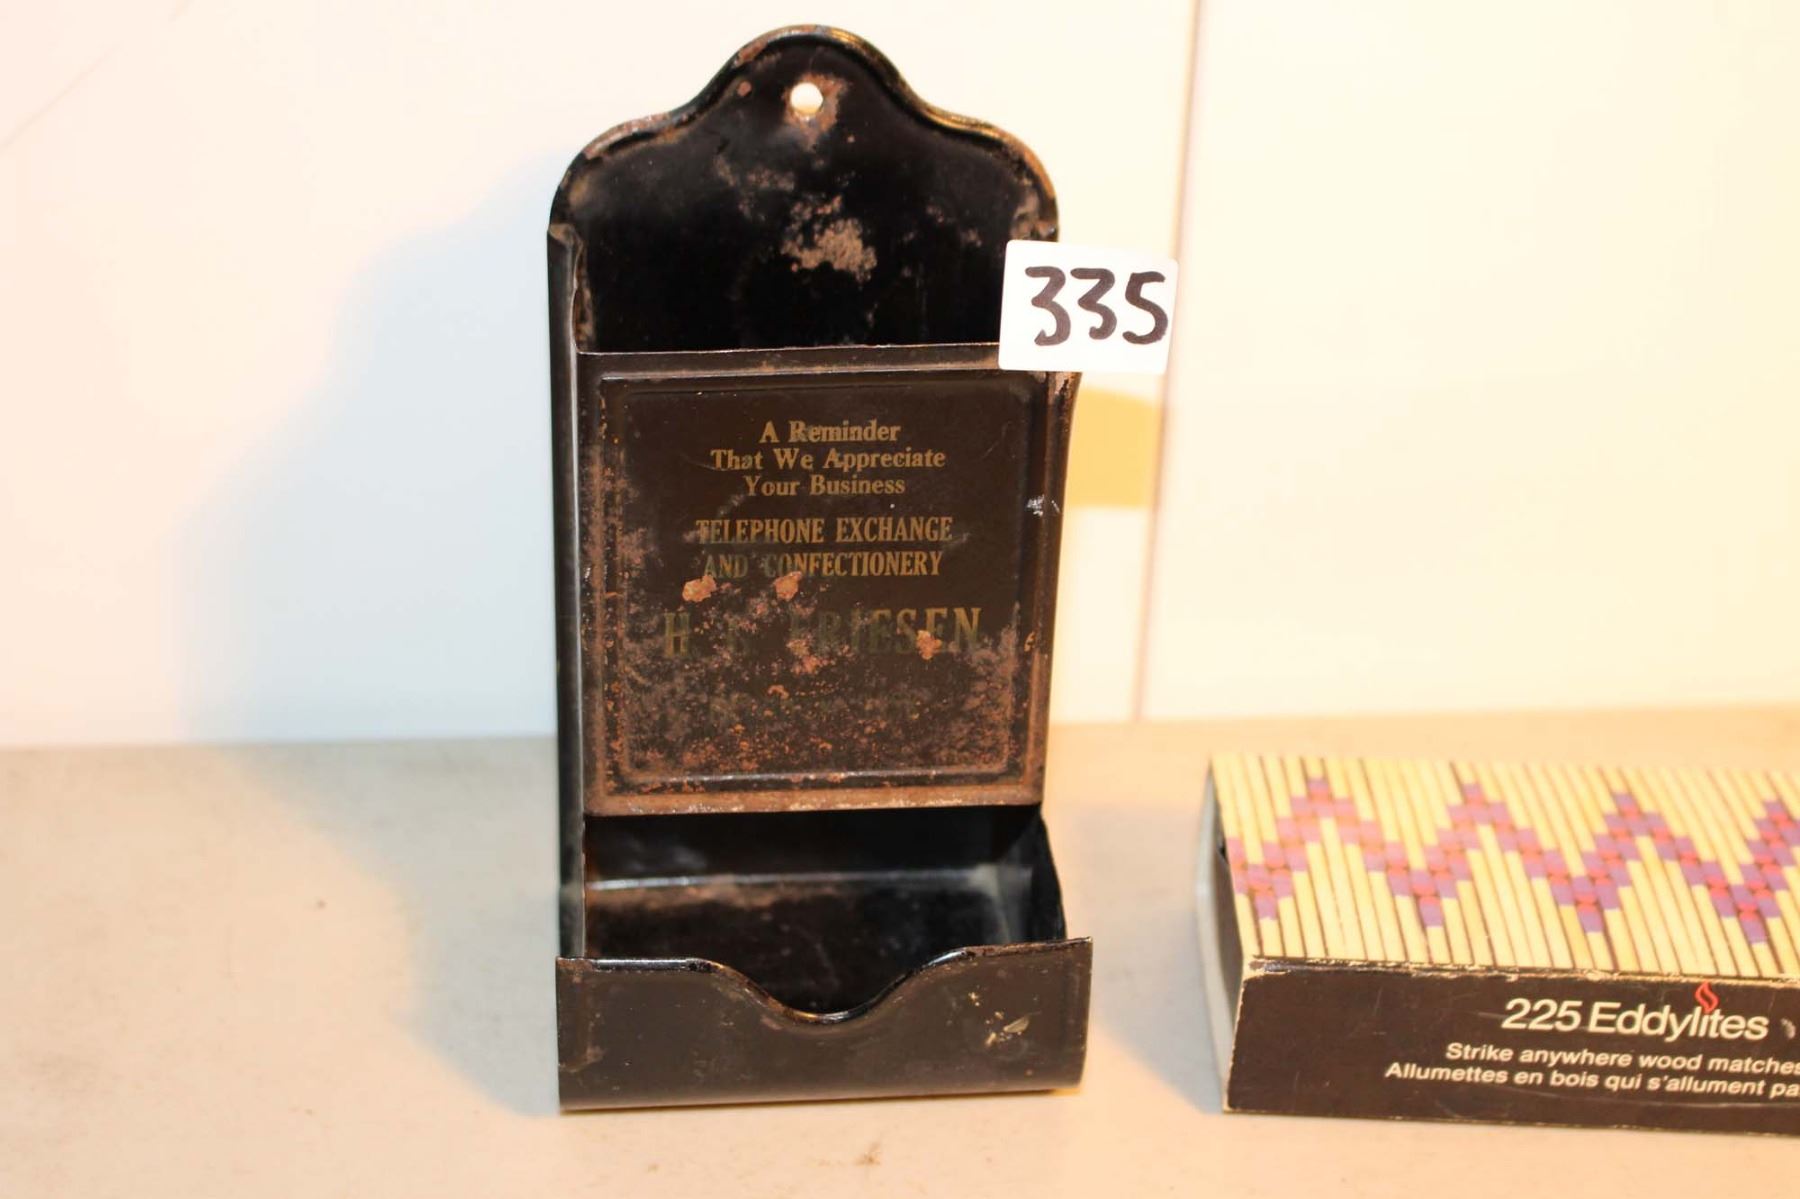 335
A Reminder
That We Appreciate
Your Business
TELEPHONE EXCHANGE
AND CONFECTIONERY
H. FRIESEN
225 Eddylites
Strike anywhere wood matches
Allumettes en bois qui s'allument pa